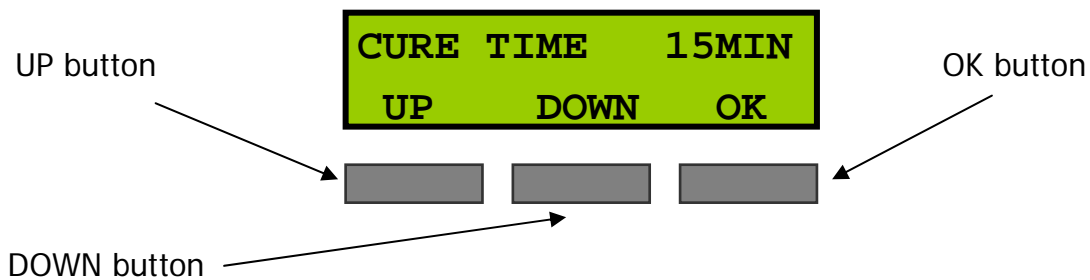 CURE TIME 15MIN
UP button
OK button
UP DOWN OK
DOWN button